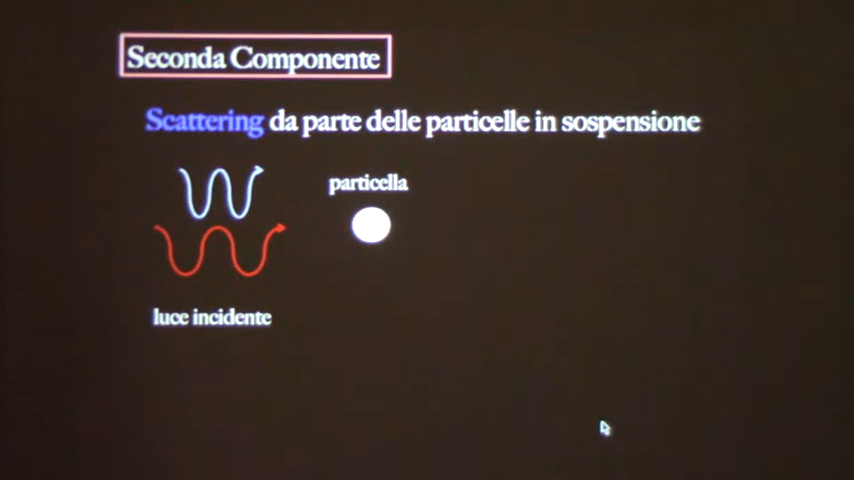 Seconda Componente
Scattering da parte delle particelle in sospensione
particella
luce incidente